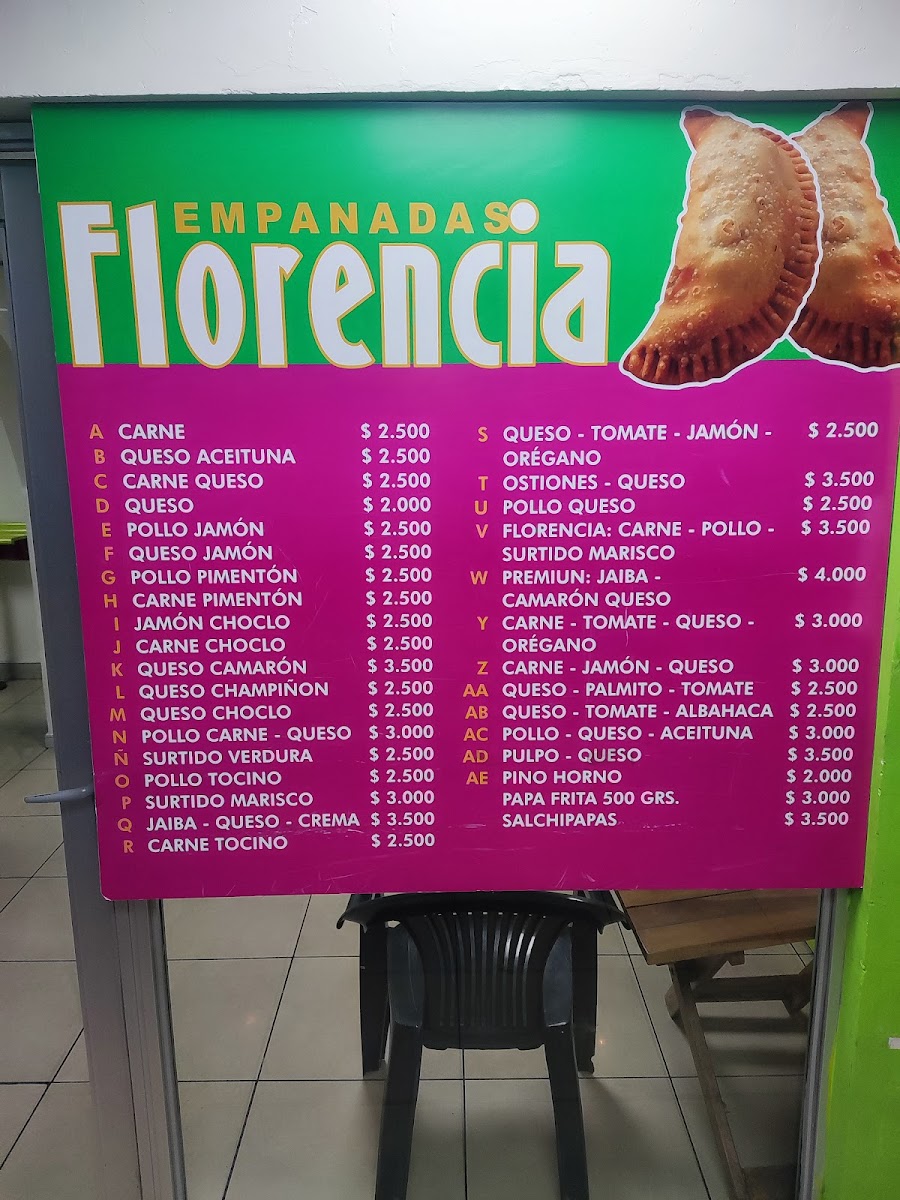 EMPANADAS
Florencia
A CARNE $ 2.500
B QUESO ACEITUNA $ 2.500
C CARNE QUESO $ 2.500
D QUESO $ 2.000
E POLLO JAMÓN $ 2.500
F QUESO JAMÓN $ 2.500
G POLLO PIMENTÓN $ 2.500
H CARNE PIMENTÓN $ 2.500
I JAMÓN CHOCLO $ 2.500
J CARNE CHOCLO $ 2.500
K QUESO CAMARÓN $ 3.500
L QUESO CHAMPIÑON $ 2.500
M QUESO CHOCLO $ 2.500
N POLLO CARNE - QUESO $ 3.000
Ñ SURTIDO VERDURA $ 2.500
O POLLO TOCINO $ 2.500
P SURTIDO MARISCO $ 3.000
Q JAIBA - QUESO - CREMA $ 3.500
R CARNE TOCINO $ 2.500
S QUESO - TOMATE - JAMÓN - $ 2.500
ORÉGANO
T OSTIONES - QUESO $ 3.500
U POLLO QUESO $ 2.500
V FLORENCIA: CARNE - POLLO - $ 3.500
SURTIDO MARISCO
W PREMIUN: JAIBA - $ 4.000
CAMARÓN QUESO
Y CARNE - TOMATE - QUESO - $ 3.000
ORÉGANO
Z CARNE - JAMÓN - QUESO $ 3.000
AA QUESO - PALMITO - TOMATE $ 2.500
AB QUESO - TOMATE - ALBAHACA $ 2.500
AC POLLO - QUESO - ACEITUNA $ 3.000
AD PULPO - QUESO $ 3.500
AE PINO HORNO $ 2.000
PAPA FRITA 500 GRS. $ 3.000
SALCHIPAPAS $ 3.500